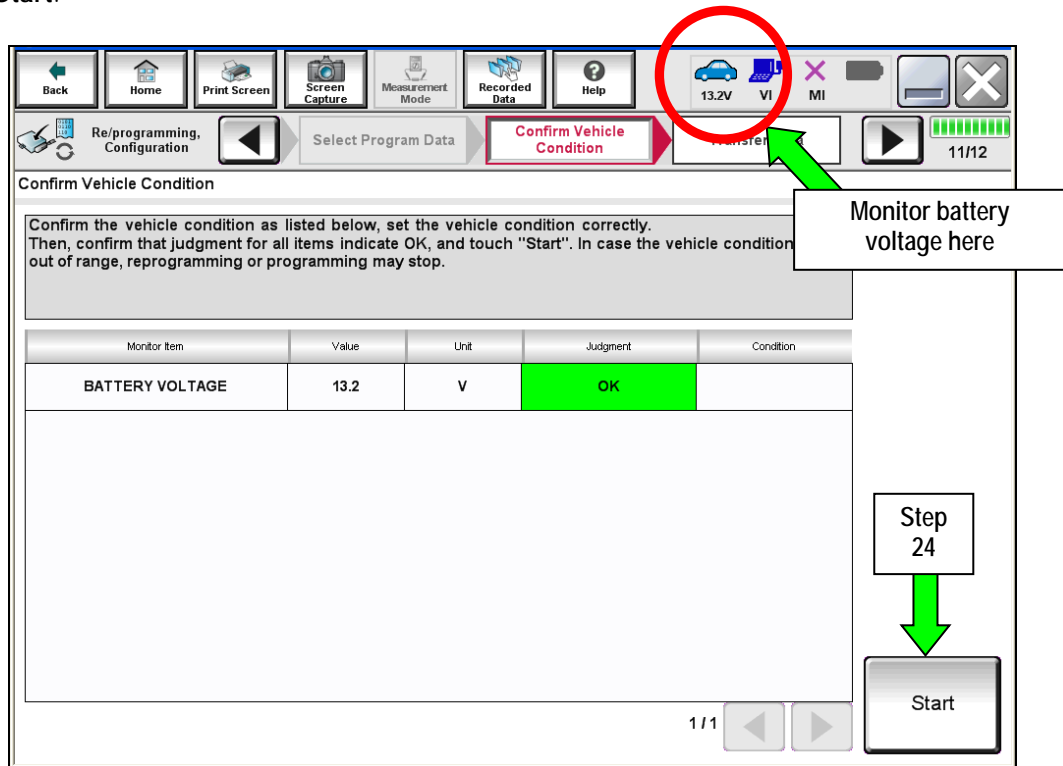 Back
Home
Print Screen
Screen
Capture
Measurement
Mode
Recorded
Data
Help
13.2V
VI
MI
Re/programming,
Configuration
Select Program Data
Confirm Vehicle
Condition
11/12
Confirm Vehicle Condition
Monitor battery
voltage here
Confirm the vehicle condition as listed below, set the vehicle condition correctly.
Then, confirm that judgment for all items indicate OK, and touch "Start". In case the vehicle condition
out of range, reprogramming or programming may stop.
Monitor Item
Value
Unit
Judgment
Condition
BATTERY VOLTAGE
13.2
V
OK
Step
24
Start
1/1